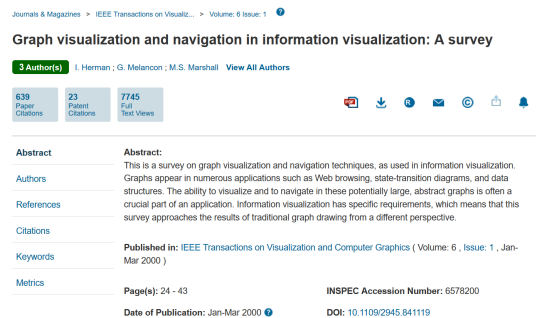 Journals & Magazines > IEEE Transactions on Visualiz... > Volume: 6 Issue: 1 ?
Graph visualization and navigation in information visualization: A survey
3 Author(s) I. Herman ; G. Melancon ; M.S. Marshall View All Authors
639 23 7745
Paper Patent Full
Citations Citations Text Views
PDF R ©
Abstract
Authors
References
Citations
Keywords
Metrics
Abstract:
This is a survey on graph visualization and navigation techniques, as used in information visualization.
Graphs appear in numerous applications such as Web browsing, state-transition diagrams, and data
structures. The ability to visualize and to navigate in these potentially large, abstract graphs is often a
crucial part of an application. Information visualization has specific requirements, which means that this
survey approaches the results of traditional graph drawing from a different perspective.
Published in: IEEE Transactions on Visualization and Computer Graphics ( Volume: 6 , Issue: 1 , Jan-
Mar 2000 )
Page(s): 24 - 43 INSPEC Accession Number: 6578200
Date of Publication: Jan-Mar 2000 ? DOI: 10.1109/2945.841119